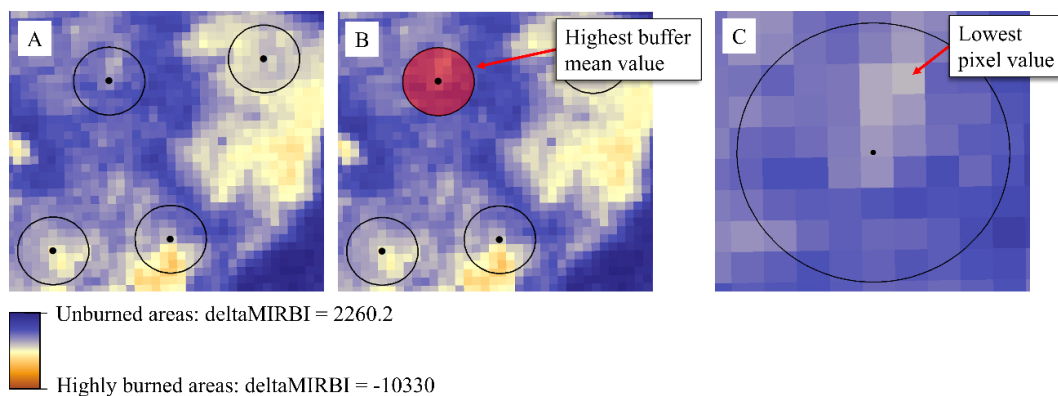 A
B
Highest buffer
mean value
C
Lowest
pixel value
Unburned areas: deltaMIRBI = 2260.2
Highly burned areas: deltaMIRBI = -10330